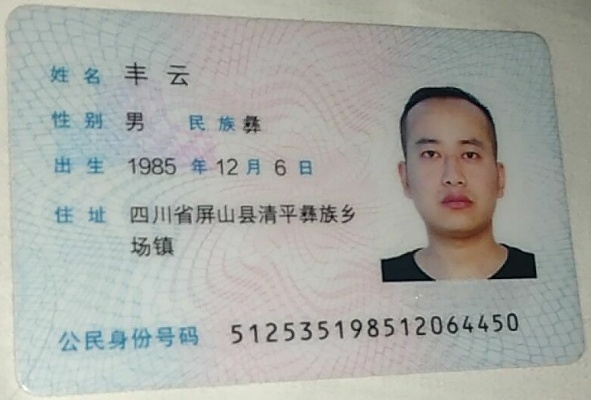 姓名 丰云
性别 男 民族 彝
出生 1985 年 12 月 6 日
住址 四川省屏山县清平彝族乡
场镇
公民身份号码 512535198512064450